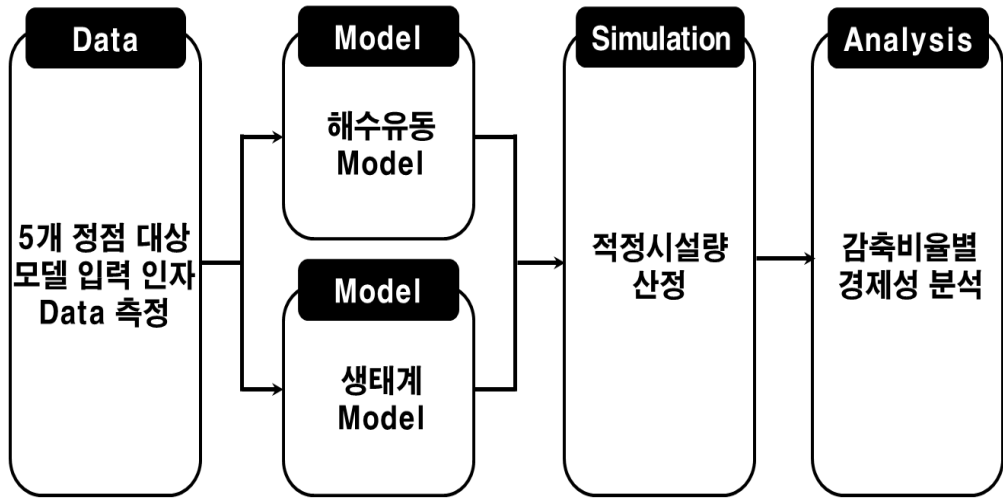 Data
5개 정점 대상
모델 입력 인자
Data 측정
Model
해수유동
Model
Model
생태계
Model
Simulation
적정시설량
산정
Analysis
감축비율별
경제성 분석